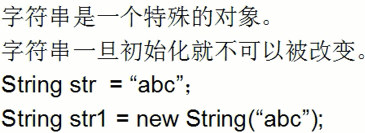 字符串是一个特殊的对象。
字符串一旦初始化就不可以被改变。
String str  = “abc”；
String str1 = new String(“abc”);